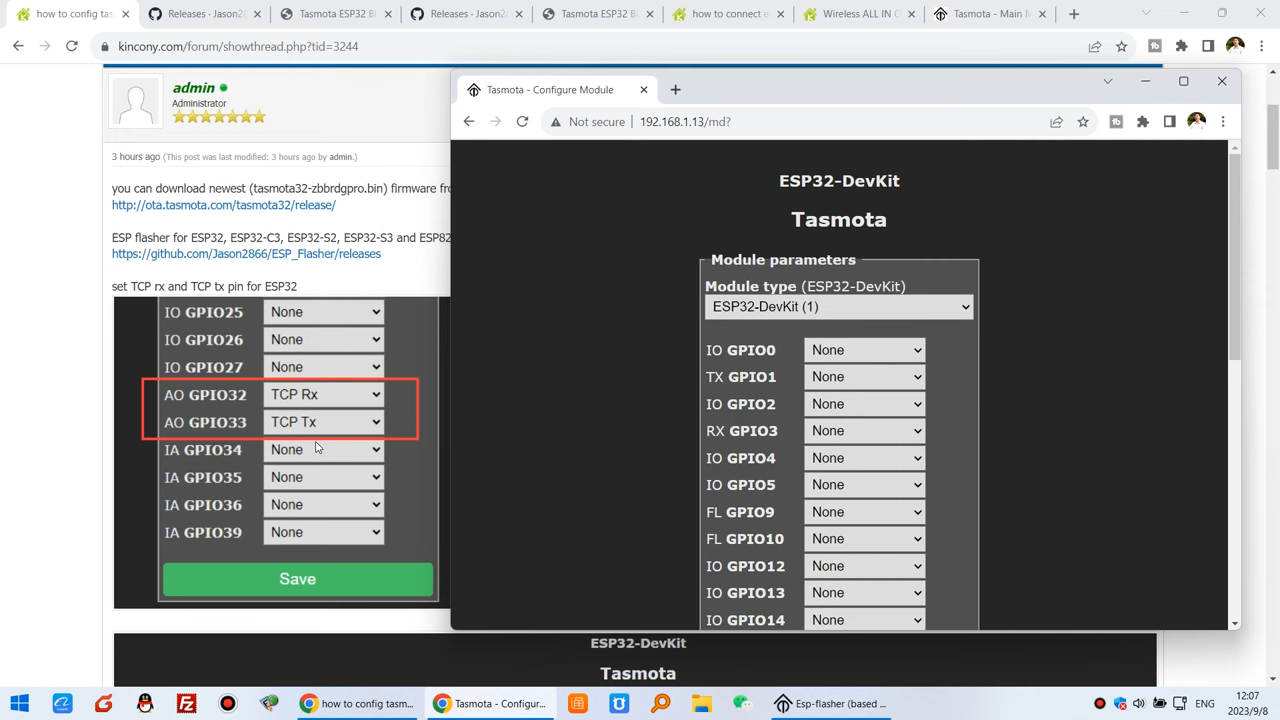 how to config tas
Releases · Jason2
Tasmota ESP32 B
Releases · Jason2
Tasmota ESP32 B
how to connect e
Wireless ALL IN O
Tasmota - Main M
kincony.com/forum/showthread.php?tid=3244
admin
Administrator
3 hours ago (This post was last modified: 3 hours ago by admin.)
you can download newest (tasmota32-zbbrdgpro.bin) firmware fro
http://ota.tasmota.com/tasmota32/release/
ESP flasher for ESP32, ESP32-C3, ESP32-S2, ESP32-S3 and ESP82
https://github.com/Jason2866/ESP_Flasher/releases
set TCP rx and TCP tx pin for ESP32
IO GPIO25 None
IO GPIO26 None
IO GPIO27 None
AO GPIO32 TCP Rx
AO GPIO33 TCP Tx
IA GPIO34 None
IA GPIO35 None
IA GPIO36 None
IA GPIO39 None
Save
ESP32-DevKit
Tasmota
Tasmota - Configure Module
Not secure
192.168.1.13/md?
ESP32-DevKit
Tasmota
Module parameters
Module type (ESP32-DevKit)
ESP32-DevKit (1)
IO GPIO0 None
TX GPIO1 None
IO GPIO2 None
RX GPIO3 None
IO GPIO4 None
IO GPIO5 None
FL GPIO9 None
FL GPIO10 None
IO GPIO12 None
IO GPIO13 None
IO GPIO14 None
how to config tasm...
Tasmota - Configur...
Esp-flasher (based ...
ENG
12:07
2023/9/8